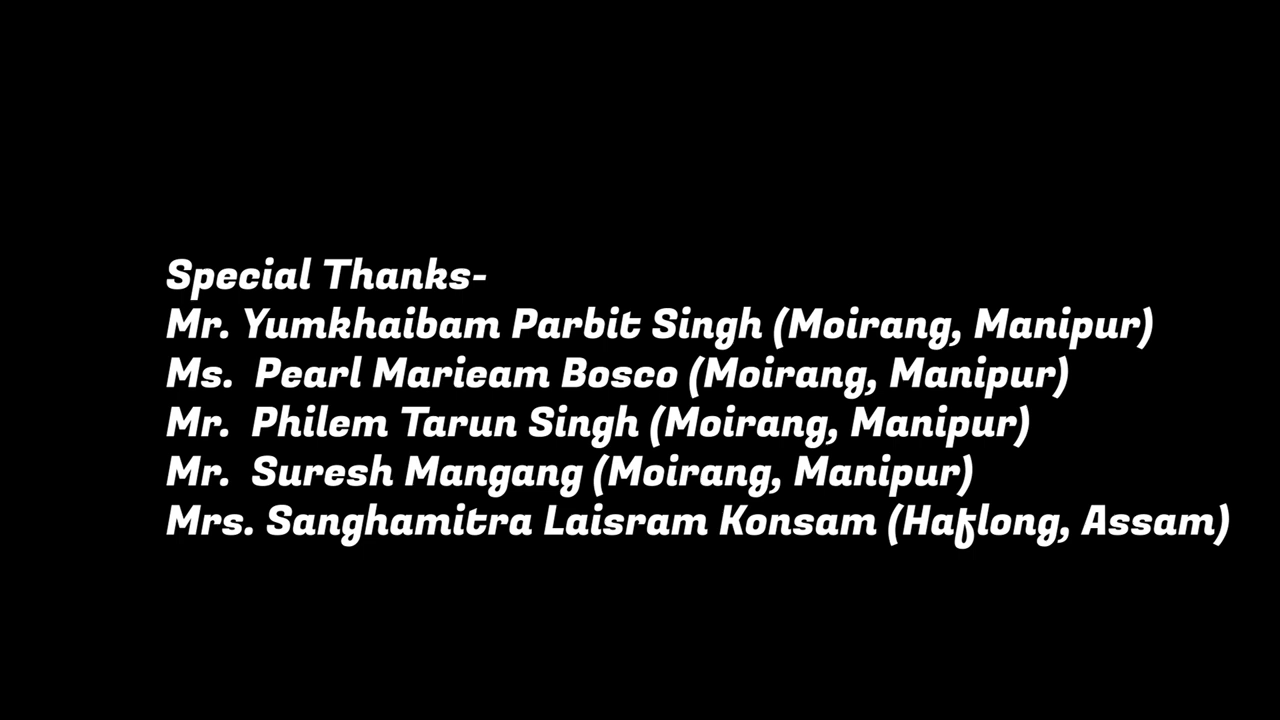 Special Thanks-
Mr. Yumkhaibam Parbit Singh (Moirang, Manipur)
Ms.  Pearl Marieam Bosco (Moirang, Manipur)
Mr.  Philem Tarun Singh (Moirang, Manipur)
Mr.  Suresh Mangang (Moirang, Manipur)
Mrs. Sanghamitra Laisram Konsam (Haflong, Assam)